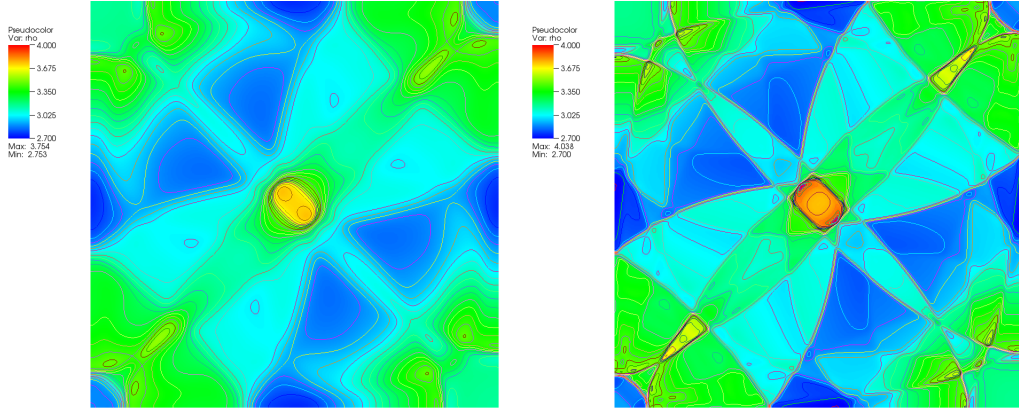 Pseudocolor
Var: rho
4.000
3.675
3.350
3.025
2.700
Max: 3.754
Min: 2.753
Pseudocolor
Var: rho
4.000
3.675
3.350
3.025
2.700
Max: 4.038
Min: 2.700